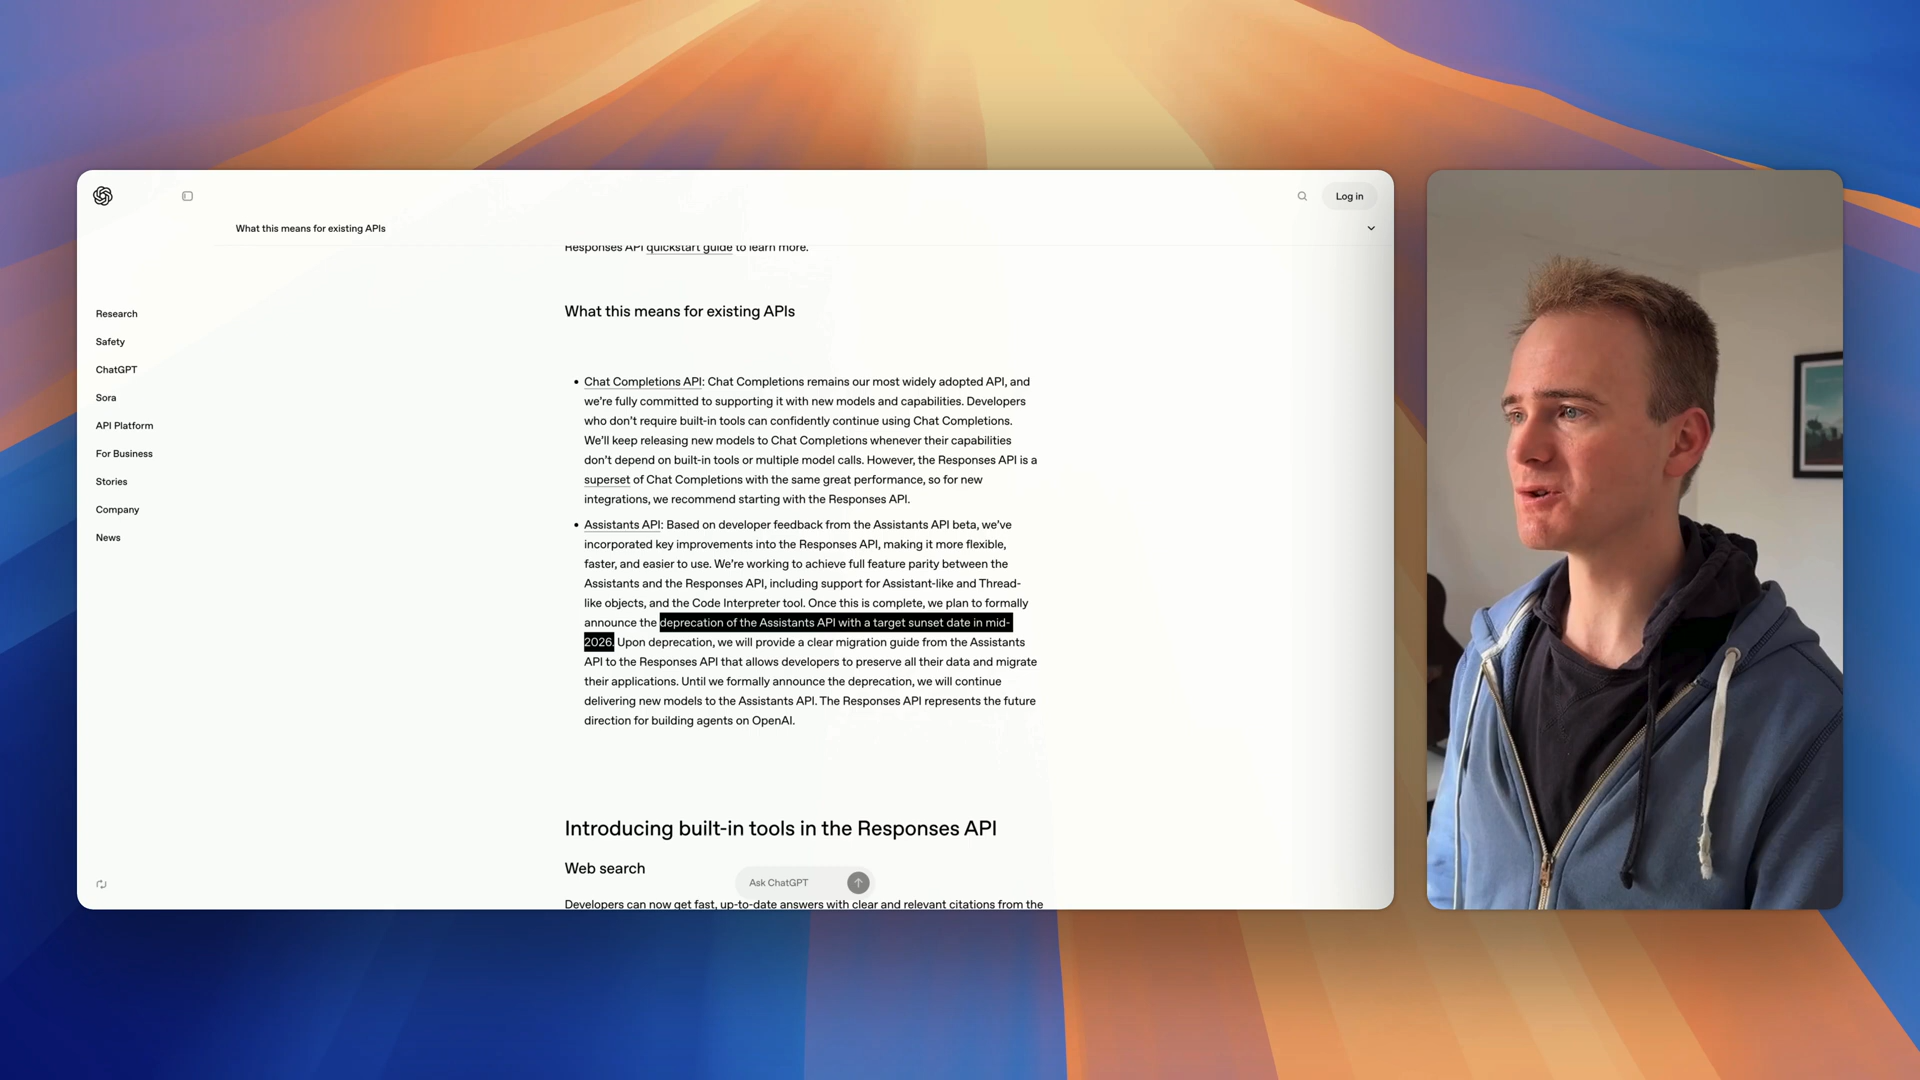 Log in
What this means for existing APIs
Responses API quickstart guide to learn more.
Research
Safety
ChatGPT
Sora
API Platform
For Business
Stories
Company
News
What this means for existing APIs
• Chat Completions API: Chat Completions remains our most widely adopted API, and
we’re fully committed to supporting it with new models and capabilities. Developers
who don’t require built-in tools can confidently continue using Chat Completions.
We’ll keep releasing new models to Chat Completions whenever their capabilities
don’t depend on built-in tools or multiple model calls. However, the Responses API is a
superset of Chat Completions with the same great performance, so for new
integrations, we recommend starting with the Responses API.
• Assistants API: Based on developer feedback from the Assistants API beta, we’ve
incorporated key improvements into the Responses API, making it more flexible,
faster, and easier to use. We’re working to achieve full feature parity between the
Assistants and the Responses API, including support for Assistant-like and Thread-
like objects, and the Code Interpreter tool. Once this is complete, we plan to formally
announce the deprecation of the Assistants API with a target sunset date in mid-
2026. Upon deprecation, we will provide a clear migration guide from the Assistants
API to the Responses API that allows developers to preserve all their data and migrate
their applications. Until we formally announce the deprecation, we will continue
delivering new models to the Assistants API. The Responses API represents the future
direction for building agents on OpenAI.
Introducing built-in tools in the Responses API
Web search
Ask ChatGPT
Developers can now get fast, up-to-date answers with clear and relevant citations from the